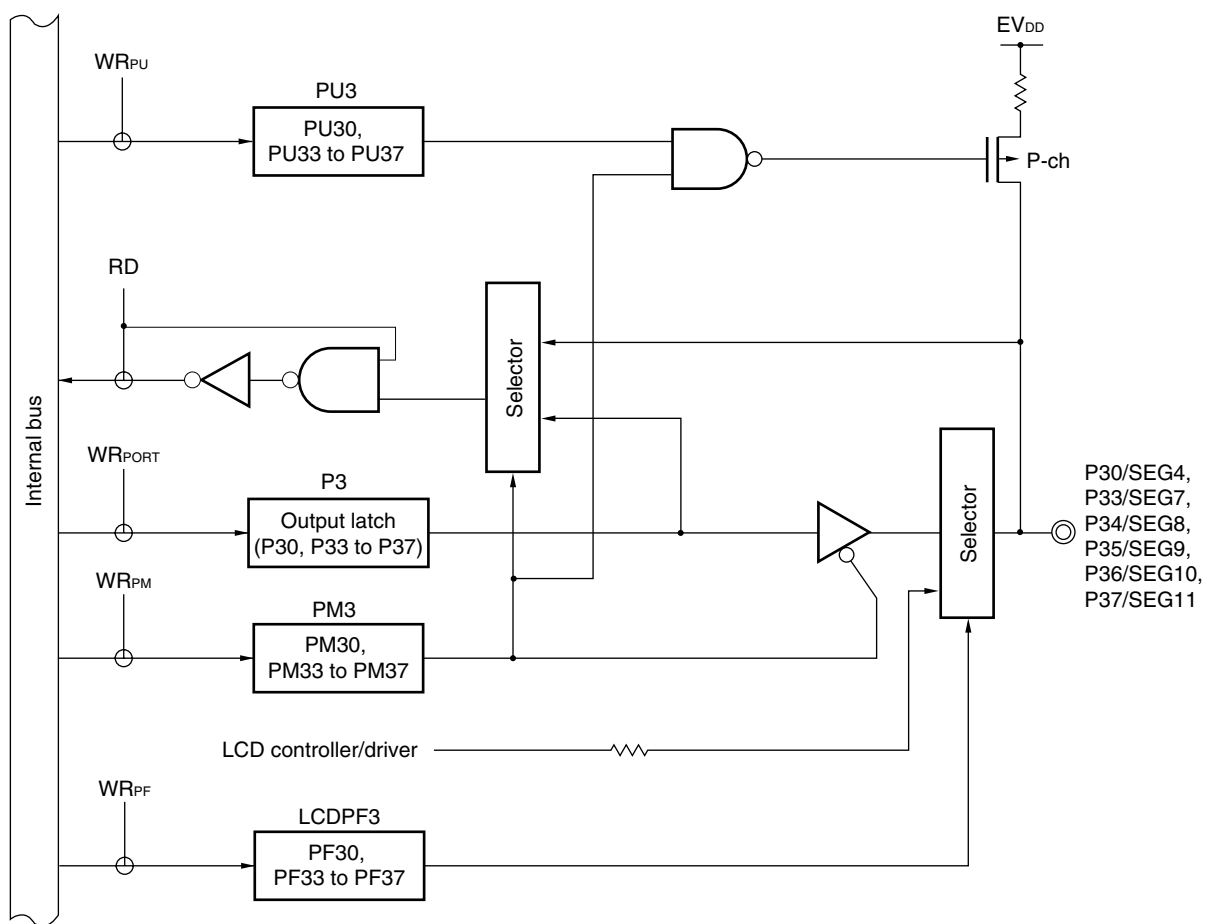 EVDD
WRPU
PU3
PU30,
PU33 to PU37
P-ch
RD
Selector
Internal bus
WRPORT
P3
Output latch
(P30, P33 to P37)
Selector
P30/SEG4,
P33/SEG7,
P34/SEG8,
P35/SEG9,
P36/SEG10,
P37/SEG11
WRPM
PM3
PM30,
PM33 to PM37
LCD controller/driver
WRPF
LCDPF3
PF30,
PF33 to PF37